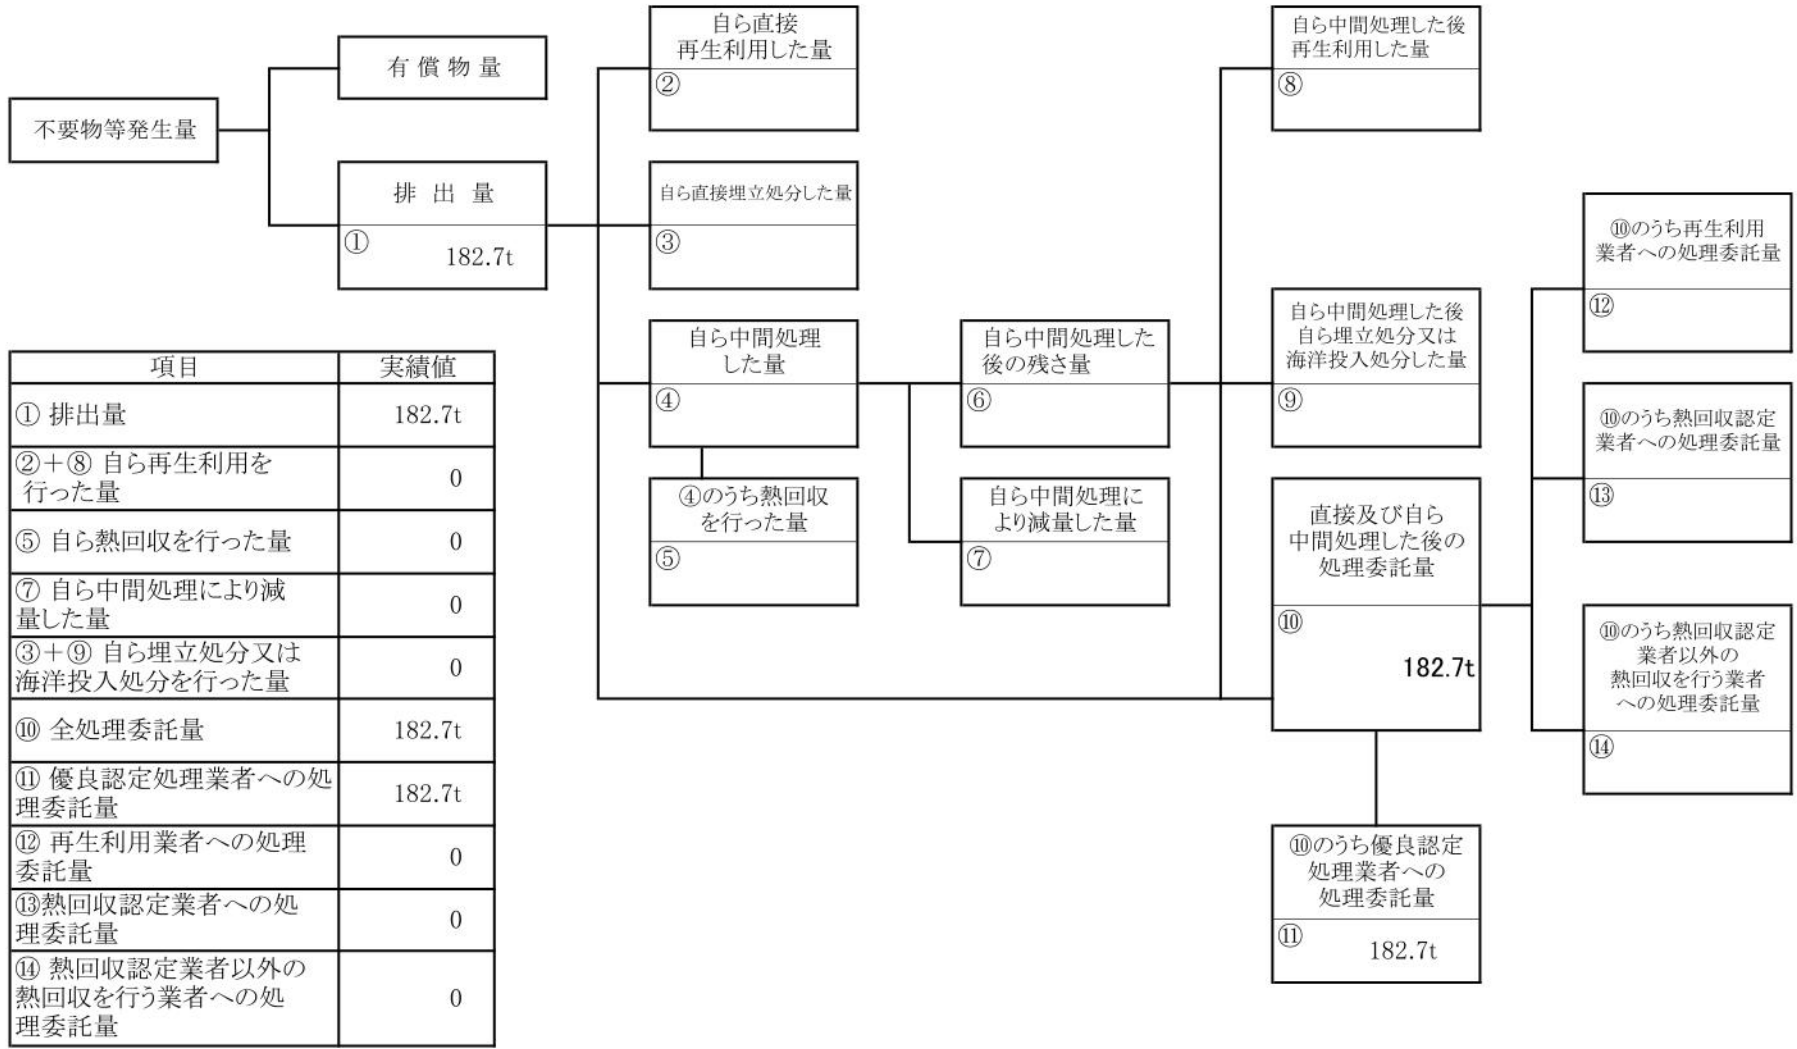 不要物等発生量
有償物量
排出量
①
182.7t
自ら直接
再生利用した量
②
自ら直接埋立処分した量
③
自ら中間処理
した量
④
④のうち熱回収
を行った量
⑤
自ら中間処理した
後の残さ量
⑥
自ら中間処理に
より減量した量
⑦
自ら中間処理した後
再生利用した量
⑧
自ら中間処理した後
自ら埋立処分又は
海洋投入処分した量
⑨
直接及び自ら
中間処理した後の
処理委託量
⑩
182.7t
⑩のうち優良認定
処理業者への
処理委託量
⑪
182.7t
⑩のうち再生利用
業者への処理委託量
⑫
⑩のうち熱回収認定
業者への処理委託量
⑬
⑩のうち熱回収認定
業者以外の
熱回収を行う業者
への処理委託量
⑭
項目 実績値
① 排出量 182.7t
②＋⑧ 自ら再生利用を
行った量 0
⑤ 自ら熱回収を行った量 0
⑦ 自ら中間処理により減
量した量 0
③＋⑨ 自ら埋立処分又は
海洋投入処分を行った量 0
⑩ 全処理委託量 182.7t
⑪ 優良認定処理業者への処
理委託量 182.7t
⑫ 再生利用業者への処理
委託量 0
⑬熱回収認定業者への処
理委託量 0
⑭ 熱回収認定業者以外の
熱回収を行う業者への処
理委託量 0